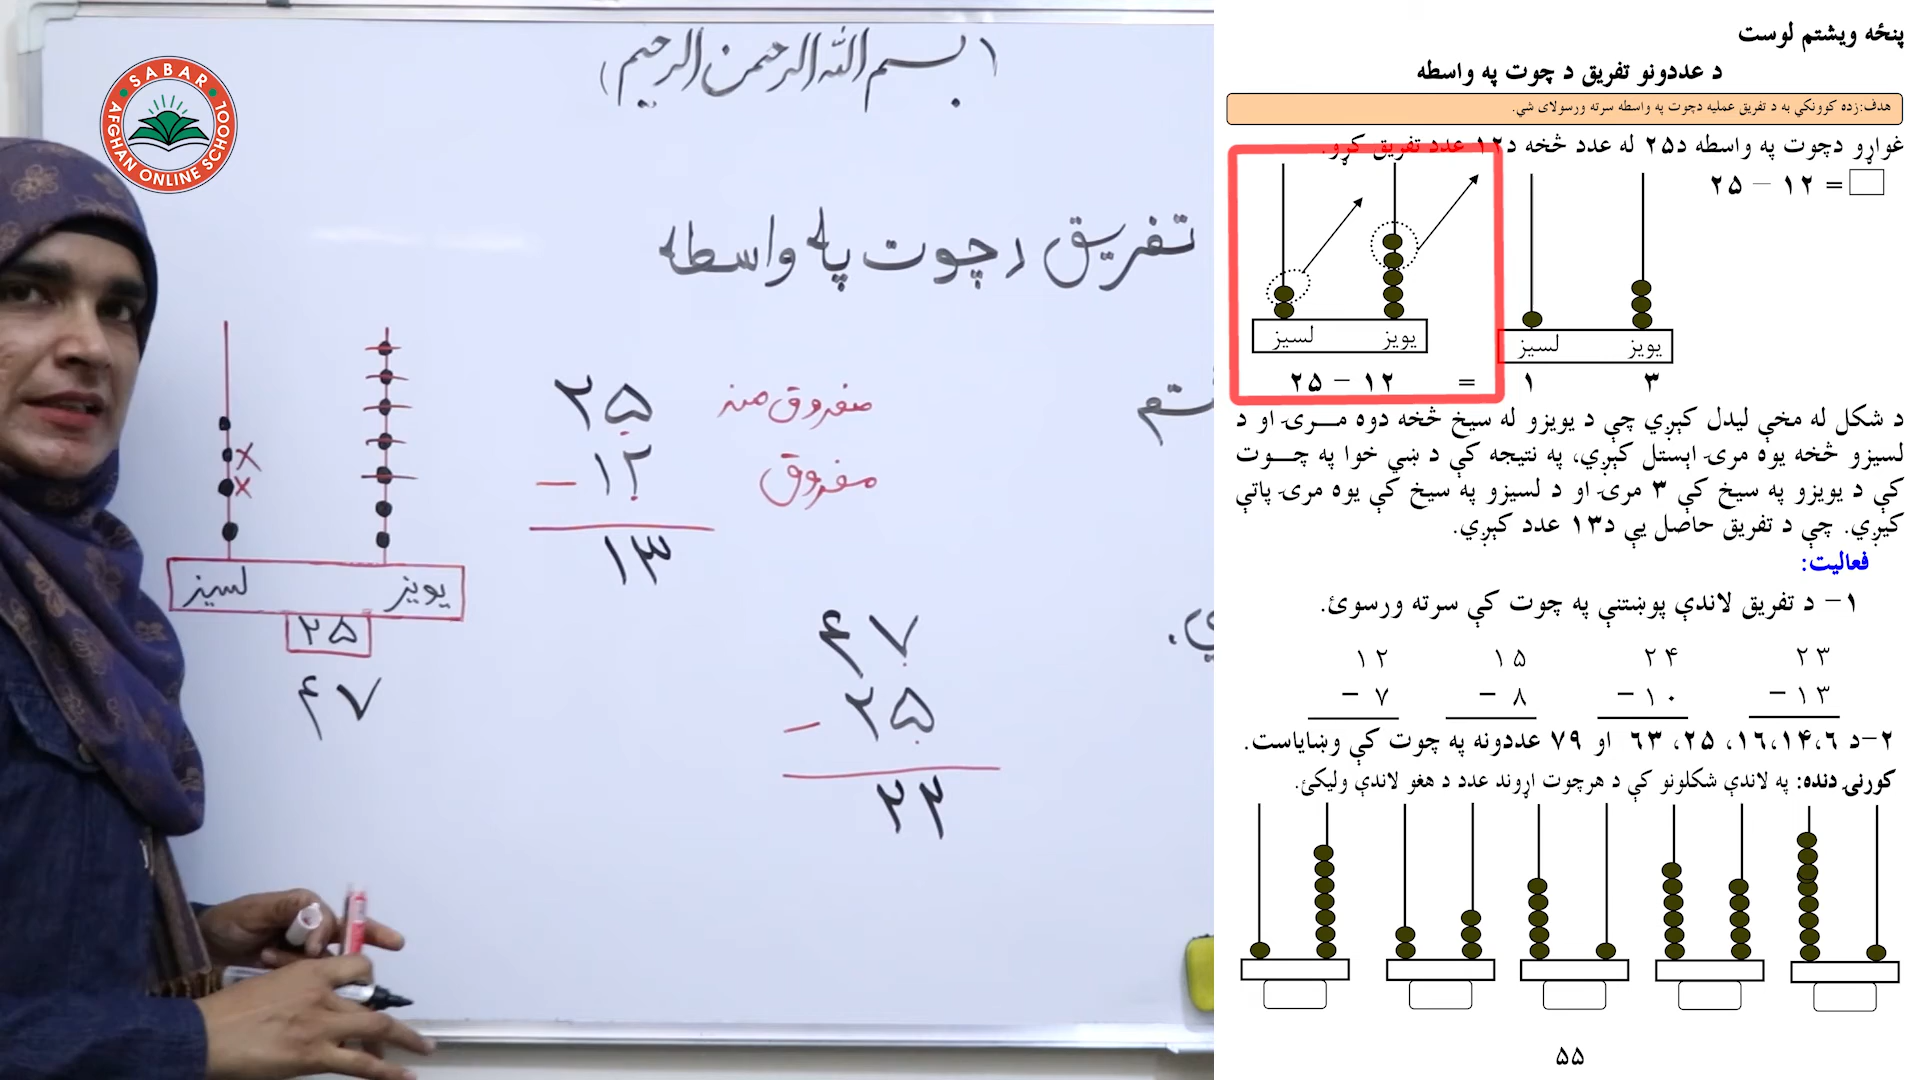 SABAR
AFGHAN ONLINE SCHOOL
بسم الله الرحمن الرحیم
تفریق د چوت په واسطه
۲۵ مفروق منه
- ۱۲ مفروق
۱۳
لسیز یویز
۲۵
۴۷
۴۷
- ۲۵
۲۲
پنځه ویشتم لوست
د عددونو تفریق د چوت په واسطه
هدف:زده کوونکي به د تفریق عملیه دچوت په واسطه سرته ورسولای شي.
غواړو دچوت په واسطه د۲۵ له عدد څخه د۱۲ عدد تفریق کړو.
۲۵ – ۱۲ =
لسیز یویز لسیز یویز
۲۵ – ۱۲ = ۱ ۳
د شکل له مخې لیدل کېږي چې د یویزو له سیخ څخه دوه مــری او د
لسیزو څخه یوه مرۍ اېستل کېږي، په نتیجه کې د ښي خوا په چــوت
کې د یویزو په سیخ کې ۳ مرۍ او د لسیزو په سیخ کې یوه مرۍ پاتې
کیږي. چې د تفریق حاصل یې د۱۳ عدد کېږي.
فعالیت:
۱- د تفریق لاندې پوښتنې په چوت کې سرته ورسوئ.
۱۲ ۱۵ ۲۴ ۲۳
- ۷ - ۸ - ۱۰ - ۱۳
۲-د ۶،۱۴،۱۶، ۲۵، ۶۳ او ۷۹ عددونه په چوت کې وښایاست.
کورنۍ دنده: په لاندې شکلونو کې د هرچوت اړوند عدد د هغو لاندې ولیکئ.
۵۵